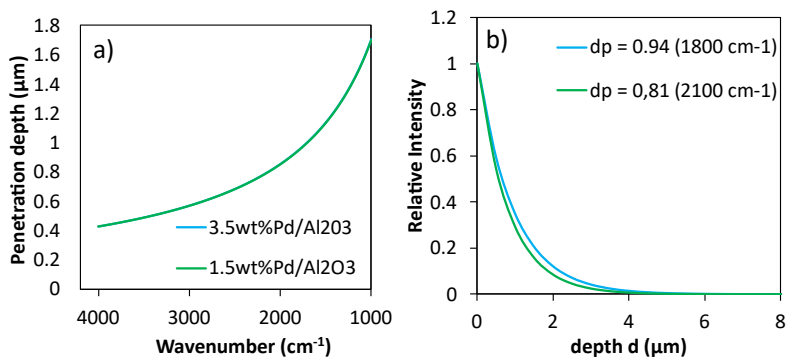 a)
Penetration depth (µm)
1.8
1.6
1.4
1.2
1
0.8
0.6
0.4
0.2
0
4000
3000
2000
1000
Wavenumber (cm-1)
3.5wt%Pd/Al203
1.5wt%Pd/Al2O3
b)
Relative Intensity
1.2
1
0.8
0.6
0.4
0.2
0
0
2
4
6
8
depth d (µm)
dp = 0.94 (1800 cm-1)
dp = 0,81 (2100 cm-1)